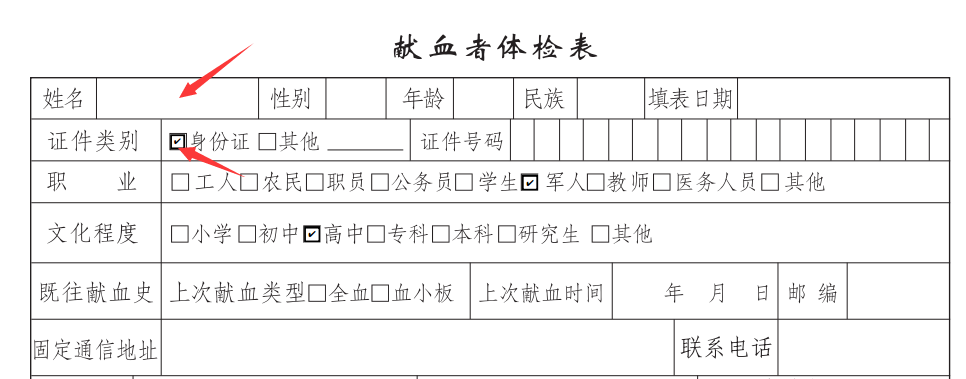 献血者体检表
姓名 性别 年龄 民族 填表日期
证件类别 ☑身份证 □其他 ________ 证件号码
职 业 □工人□农民□职员□公务员□学生☑军人□教师□医务人员□其他
文化程度 □小学□初中☑高中□专科□本科□研究生 □其他
既往献血史 上次献血类型□全血□血小板 上次献血时间 年 月 日 邮 编
固定通信地址 联系电话